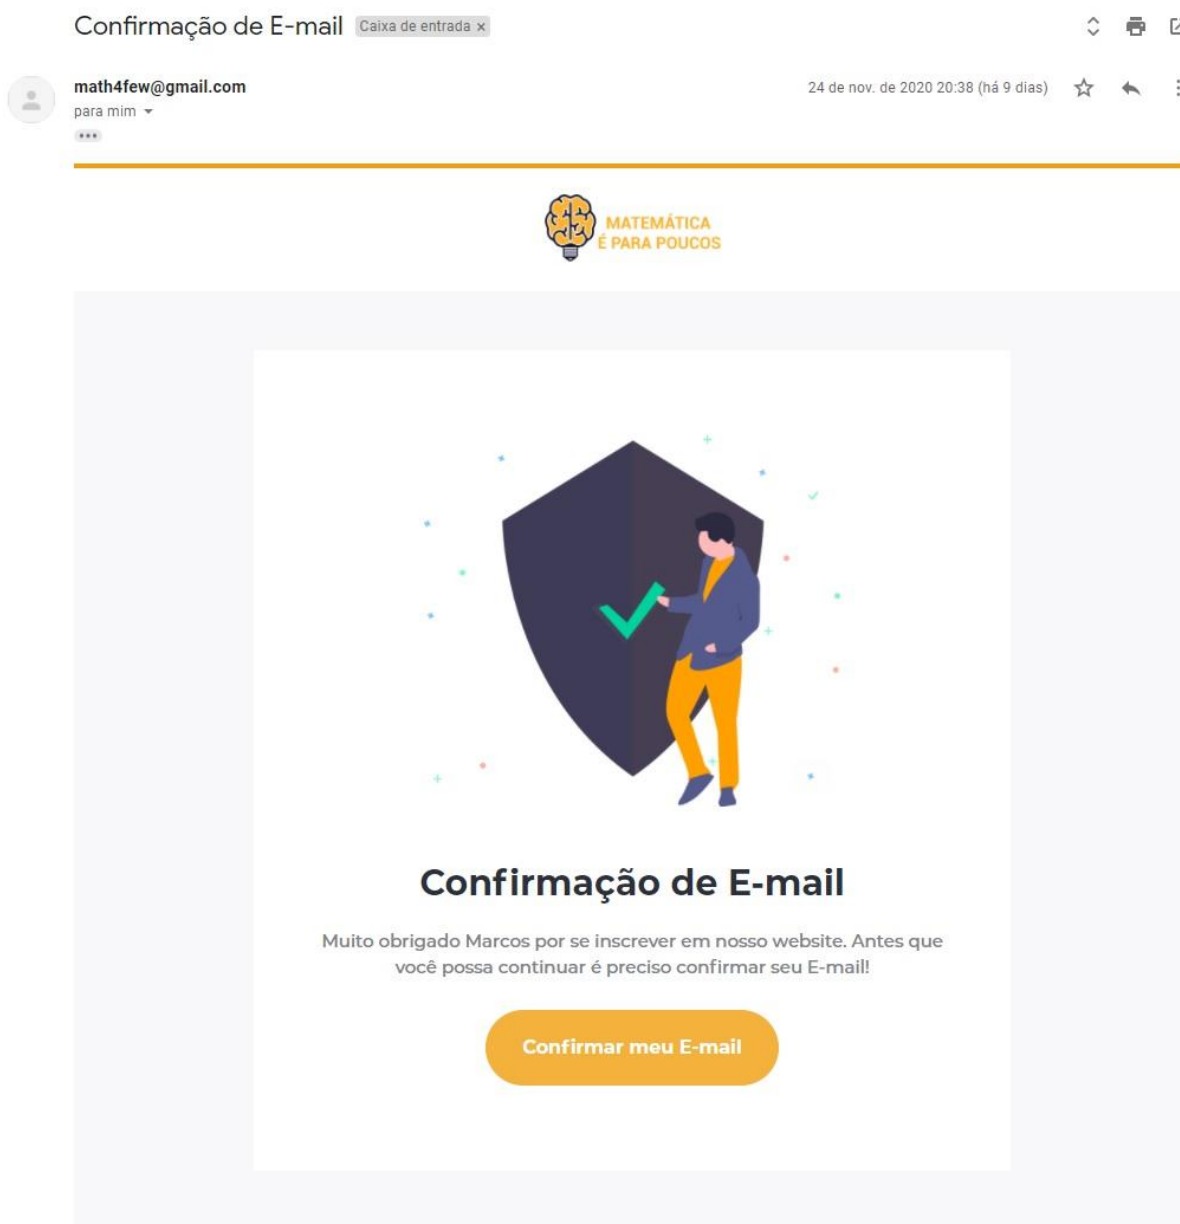 Confirmação de E-mail Caixa de entrada x
math4few@gmail.com 24 de nov. de 2020 20:38 (há 9 dias)
para mim
MATEMÁTICA
É PARA POUCOS
Confirmação de E-mail
Muito obrigado Marcos por se inscrever em nosso website. Antes que
você possa continuar é preciso confirmar seu E-mail!
Confirmar meu E-mail